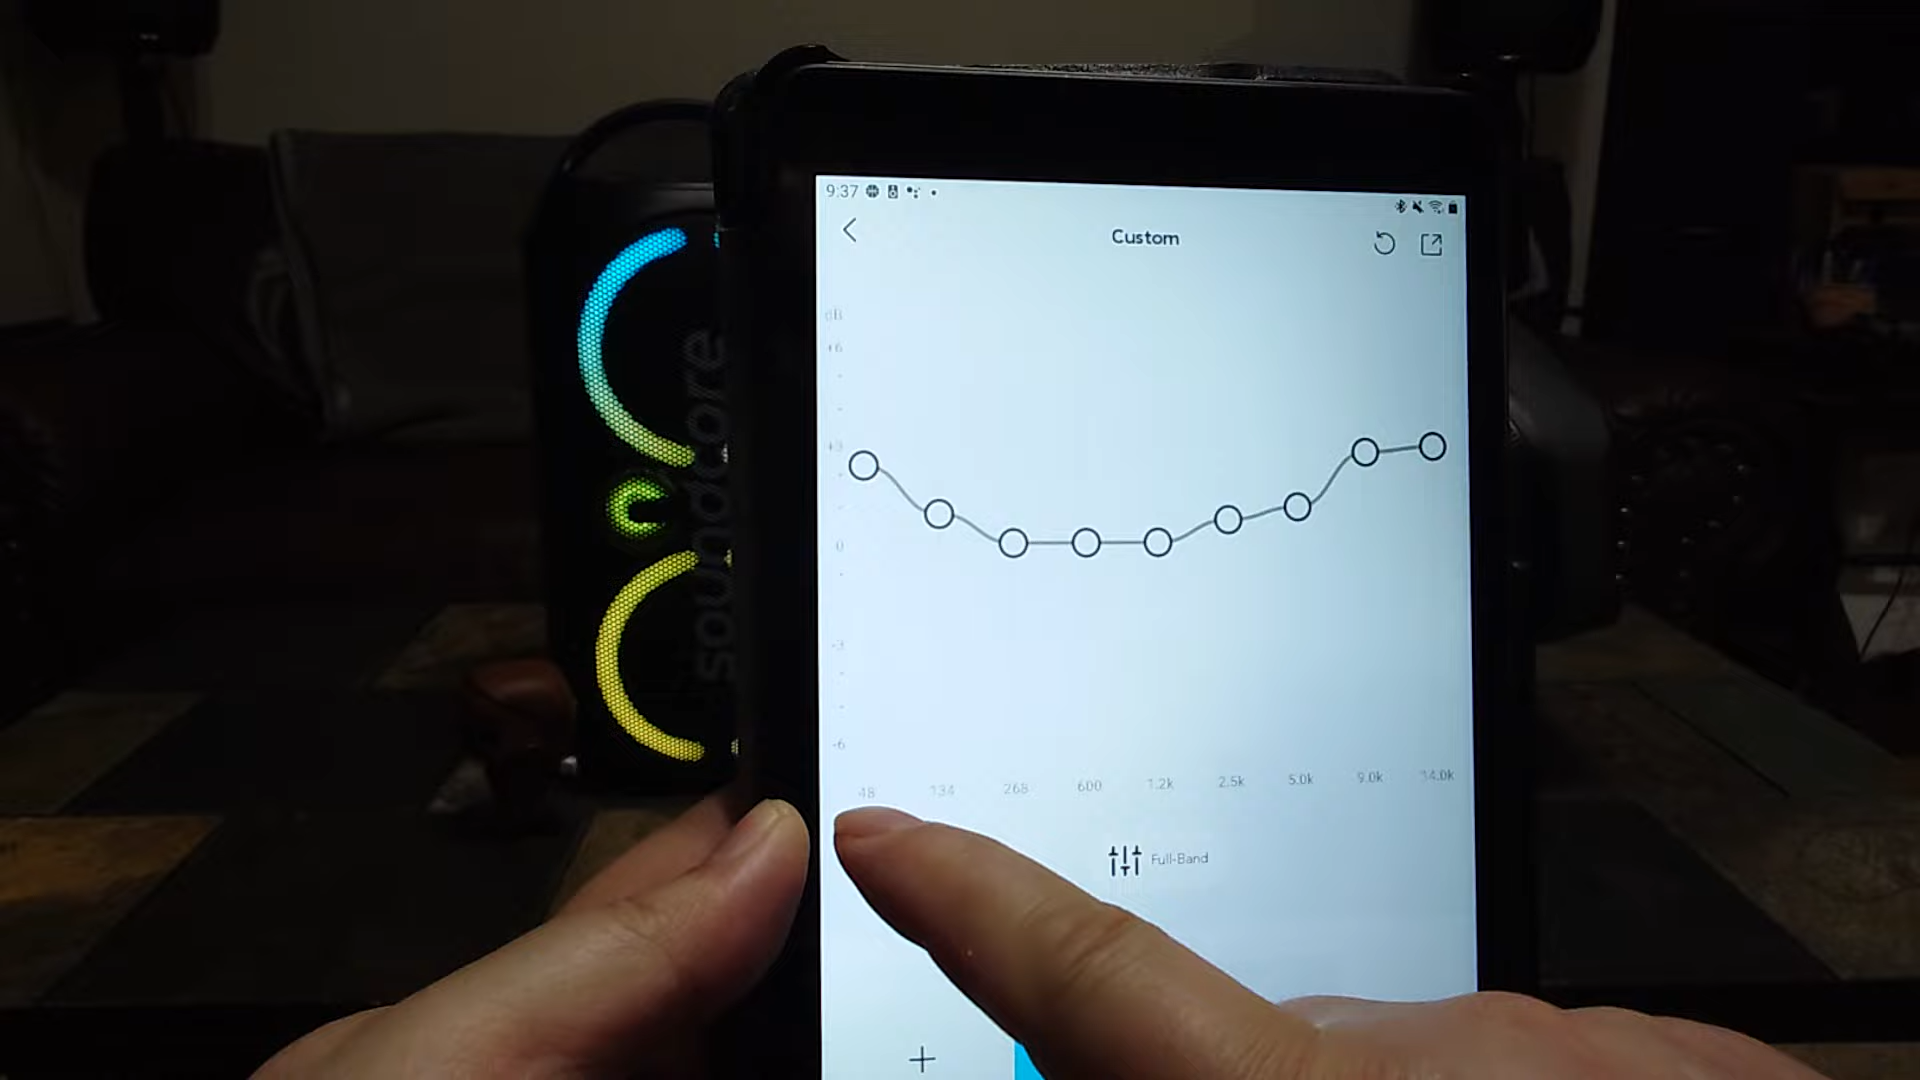 9:37
Custom
dB
+6
+3
0
-3
-6
48 134 268 600 1.2k 2.5k 5.0k 9.0k 14.0k
Full-Band
soundcore